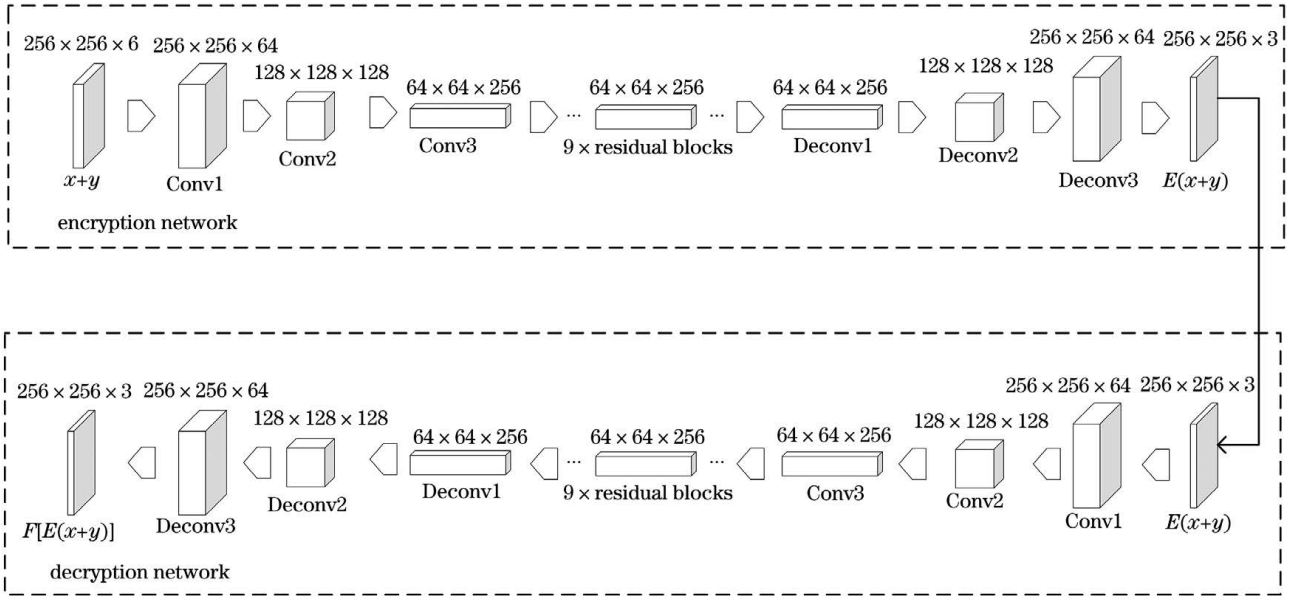 256 × 256 × 6
256 × 256 × 64
128 × 128 × 128
64 × 64 × 256
64 × 64 × 256
64 × 64 × 256
128 × 128 × 128
256 × 256 × 64
256 × 256 × 3
x+y
Conv1
Conv2
Conv3
... 9 × residual blocks ...
Deconv1
Deconv2
Deconv3
E(x+y)
encryption network
256 × 256 × 3
256 × 256 × 64
128 × 128 × 128
64 × 64 × 256
64 × 64 × 256
64 × 64 × 256
128 × 128 × 128
256 × 256 × 64
256 × 256 × 3
F[E(x+y)]
Deconv3
Deconv2
Deconv1
... 9 × residual blocks ...
Conv3
Conv2
Conv1
E(x+y)
decryption network